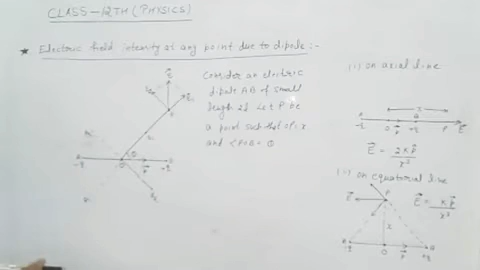 CLASS-12TH (PHYSICS)
★ Electric field intensity at any point due to dipole:-
Consider an electric
dipole AB of small
length 2l Let P be
a point such that OP=x
and <POB = θ
(i) on axial line
x
A B P
-q O p +q E
E = 2Kp/x³
(ii) on equatorial line
P
E = Kp/x³
x
A B
-q O p +q
E
P
θ
A O B
-q p +q